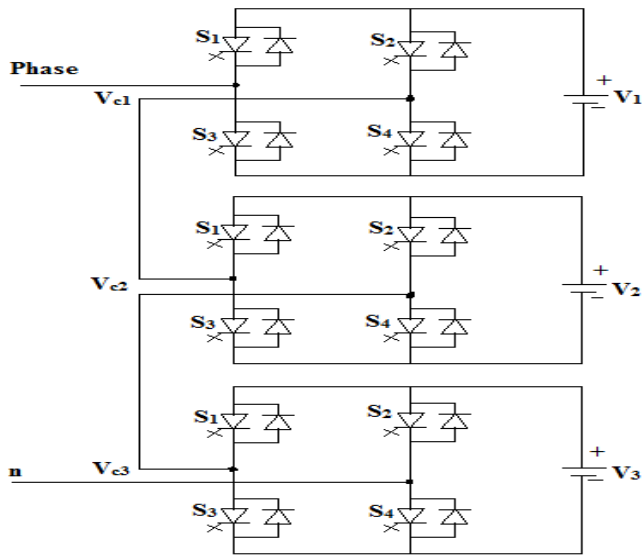 S1
S2
Phase
+
V1
Vc1
S3
S4
S1
S2
+
Vc2
V2
S3
S4
S1
S2
+
Vc3
V3
n
S3
S4